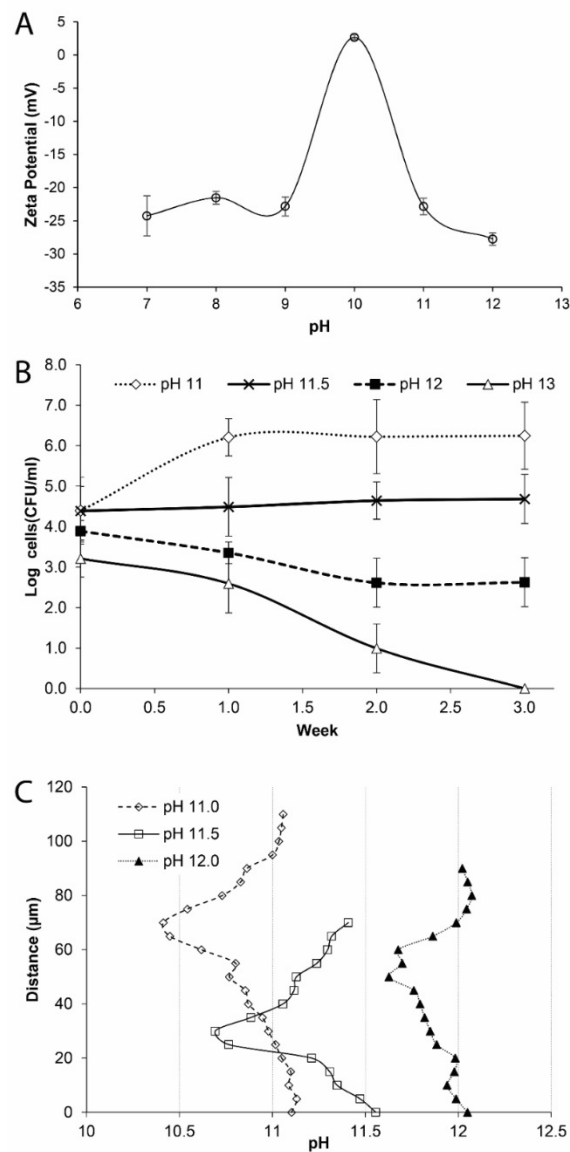 A
Zeta Potential (mV)
5
0
-5
-10
-15
-20
-25
-30
-35
6 7 8 9 10 11 12 13
pH
B
pH 11 pH 11.5 pH 12 pH 13
Log cells(CFU/ml)
8.0
7.0
6.0
5.0
4.0
3.0
2.0
1.0
0.0
0.0 0.5 1.0 1.5 2.0 2.5 3.0
Week
C
pH 11.0
pH 11.5
pH 12.0
Distance (µm)
120
100
80
60
40
20
0
10 10.5 11 11.5 12 12.5
pH